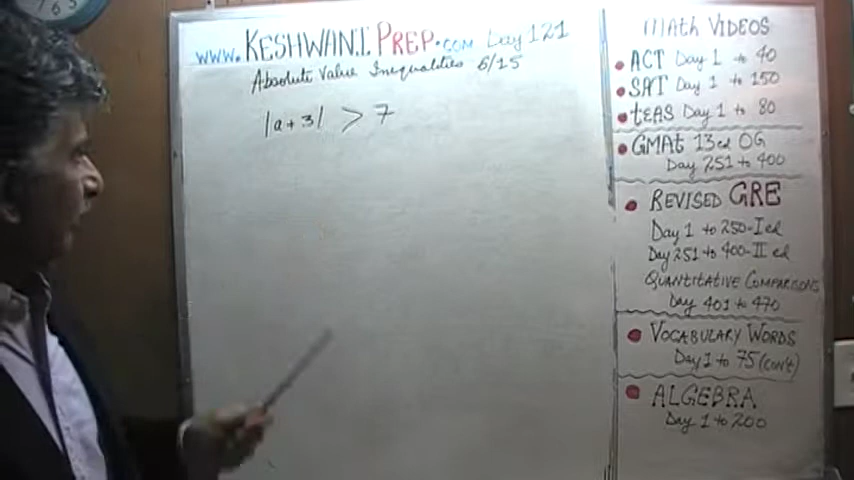 www. KESHWANI PREP.COM Day 121
Absolute Value Inequalities 6/15
|a+3| > 7
Math VIDEOS
ACT Day 1 to 40
SAT Day 1 to 150
tEAS Day 1 to 80
GMAt 13ed OG
Day 251 to 400
REVISED GRE
Day 1 to 250-I ed
Day 251 to 400-II ed
QUANTITATIVE COMPARISONS
Day 401 to 470
VOCABULARY WORDS
Day 1 to 75 (con't)
ALGEBRA
Day 1 to 200